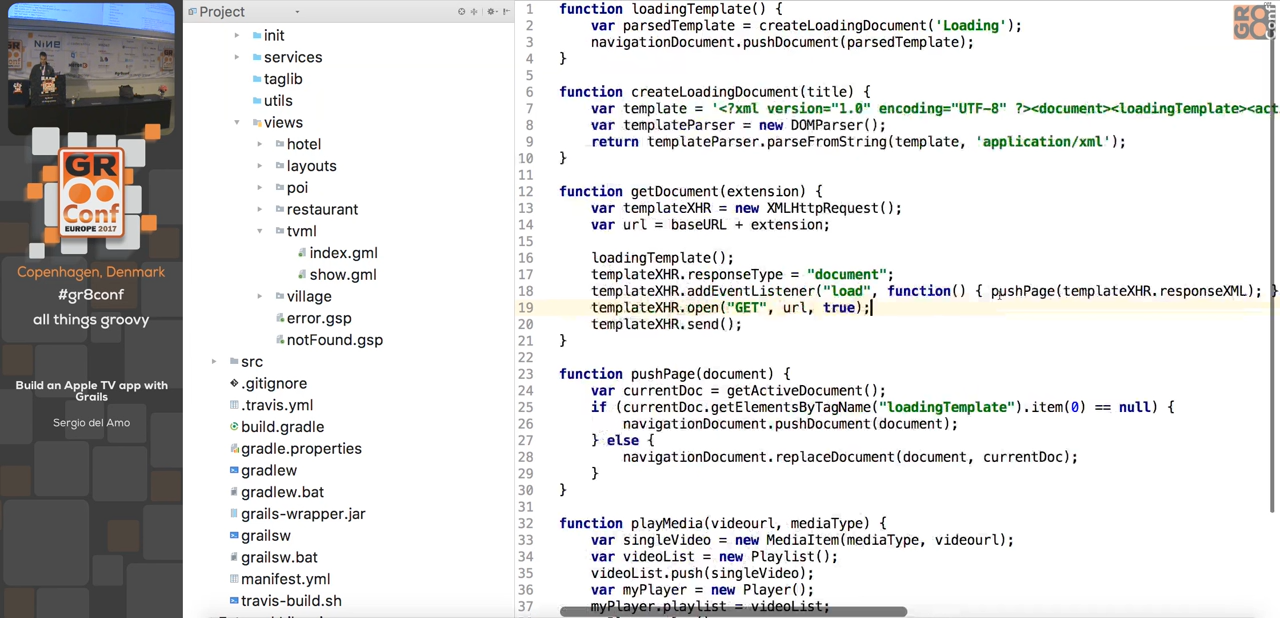 GR
Conf
EUROPE 2017
Copenhagen, Denmark
#gr8conf
all things groovy
Build an Apple TV app with
Grails
Sergio del Amo
Project
init
services
taglib
utils
views
hotel
layouts
poi
restaurant
tvml
index.gml
show.gml
village
error.gsp
notFound.gsp
src
.gitignore
.travis.yml
build.gradle
gradle.properties
gradlew
gradlew.bat
grails-wrapper.jar
grailsw
grailsw.bat
manifest.yml
travis-build.sh
1 function loadingTemplate() {
2 var parsedTemplate = createLoadingDocument('Loading');
3 navigationDocument.pushDocument(parsedTemplate);
4 }
5
6 function createLoadingDocument(title) {
7 var template = '<?xml version="1.0" encoding="UTF-8" ?><document><loadingTemplate><act
8 var templateParser = new DOMParser();
9 return templateParser.parseFromString(template, 'application/xml');
10 }
11
12 function getDocument(extension) {
13 var templateXHR = new XMLHttpRequest();
14 var url = baseURL + extension;
15
16 loadingTemplate();
17 templateXHR.responseType = "document";
18 templateXHR.addEventListener("load", function() { pushPage(templateXHR.responseXML); }
19 templateXHR.open("GET", url, true);
20 templateXHR.send();
21 }
22
23 function pushPage(document) {
24 var currentDoc = getActiveDocument();
25 if (currentDoc.getElementsByTagName("loadingTemplate").item(0) == null) {
26 navigationDocument.pushDocument(document);
27 } else {
28 navigationDocument.replaceDocument(document, currentDoc);
29 }
30 }
31
32 function playMedia(videourl, mediaType) {
33 var singleVideo = new MediaItem(mediaType, videourl);
34 var videoList = new Playlist();
35 videoList.push(singleVideo);
36 var myPlayer = new Player();
37 myPlayer.playlist = videoList;